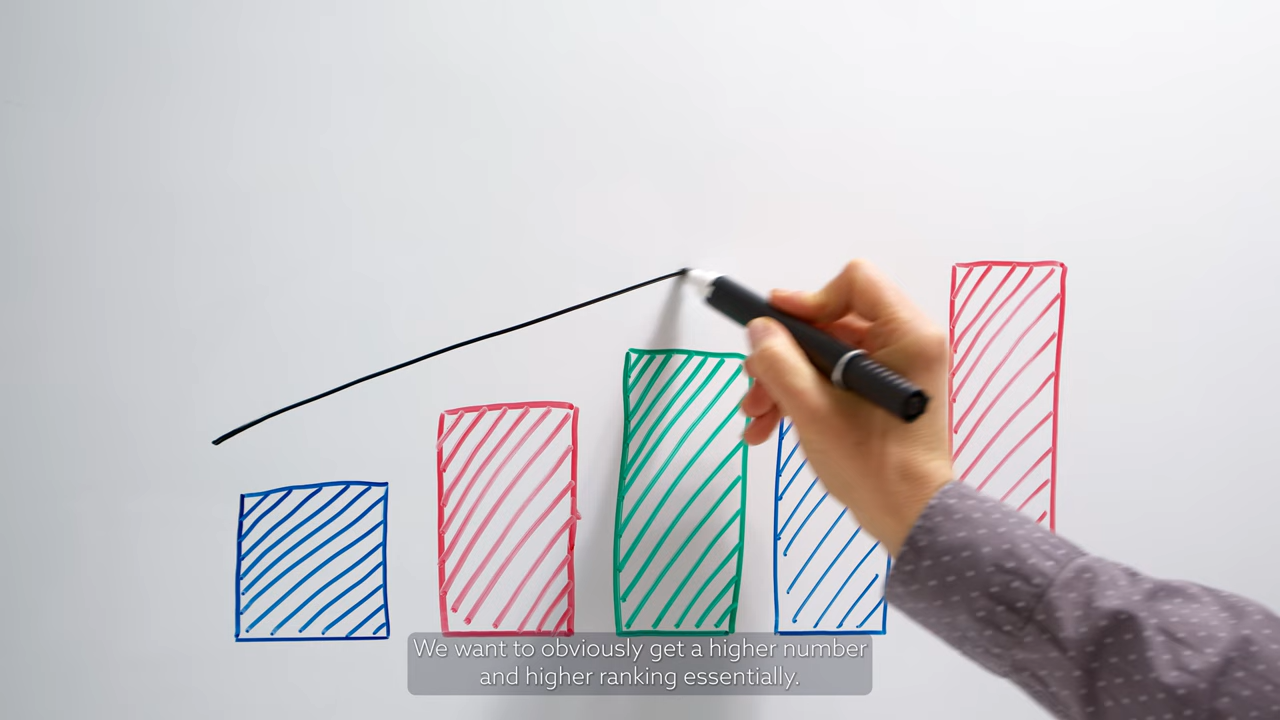 We want to obviously get a higher number
and higher ranking essentially.